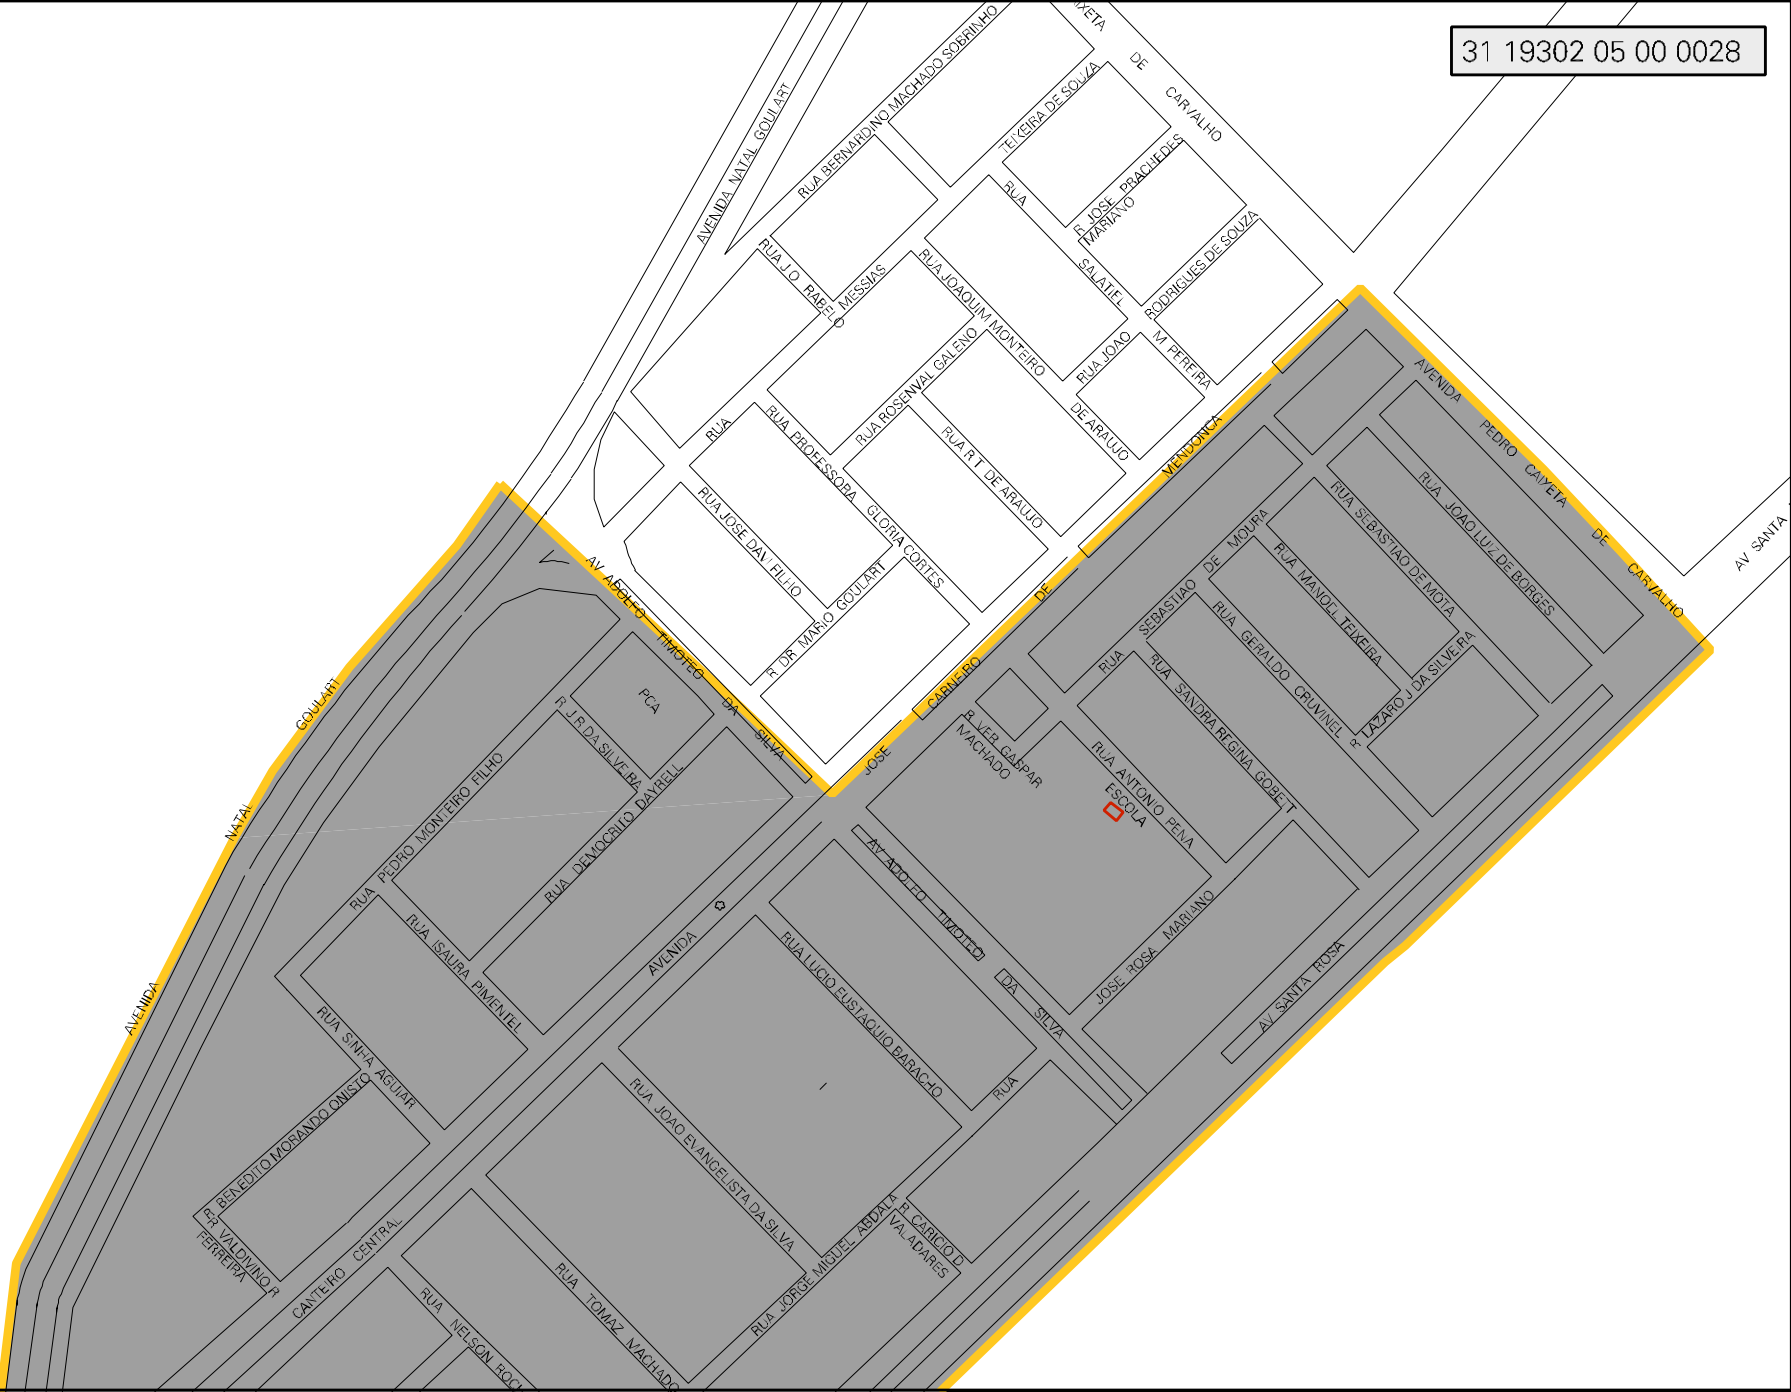 31 19302 05 00 0028
DE
CARVALHO
RUA BERNARDINO MACHADO SOBRINHO
AVENIDA NATAL GOULART
TEIXEIRA DE SOUZA
R JOSE PRACHEDES
MARIANO
RUA
SALATIEL
M PEREIRA
RODRIGUES DE SOUZA
RUA J O RABELO
RUA
MESSIAS
RUA JOAQUIM MONTEIRO
DE ARAUJO
RUA JOAO
RUA ROSENVAL GALENO
RUA R T DE ARAUJO
RUA PROFESSORA GLORIA CORTES
RUA JOSE DAVI FILHO
R DR MARIO GOULART
AV ADOLFO TIMOTEO DA SILVA
JOSE CARNEIRO DE MENDONCA
AVENIDA PEDRO CAIXETA DE CARVALHO
AV SANTA
RUA JOAO LUIZ DE BORGES
RUA SEBASTIAO DE MOTA
RUA SEBASTIAO DE MOURA
RUA MANOEL TEIXEIRA
RUA GERALDO CRUVINEL
R LAZARO J DA SILVEIRA
RUA SANDRA REGINA GOBETT
R VER GASPAR
MACHADO
RUA ANTONIO PENA
ESCOLA
PCA
R J R DA SILVEIRA
RUA PEDRO MONTEIRO FILHO
RUA DEMOCRITO DAYRELL
AVENIDA NATAL GOULART
RUA ISAURA PIMENTEL
AVENIDA
AV ADOLFO TIMOTEO
DA SILVA
JOSE ROSA MARIANO
RUA
AV SANTA ROSA
RUA LUCIO EUSTAQUIO BARACHO
RUA SINHA AGUIAR
R BENEDITO MORANDO ONISTO
R VALDIVINO R
FERREIRA
CANTEIRO CENTRAL
RUA JOAO EVANGELISTA DA SILVA
RUA JORGE MIGUEL ABDALA
R CARICIO D
VALADARES
RUA TOMAZ MACHADO
RUA NELSON